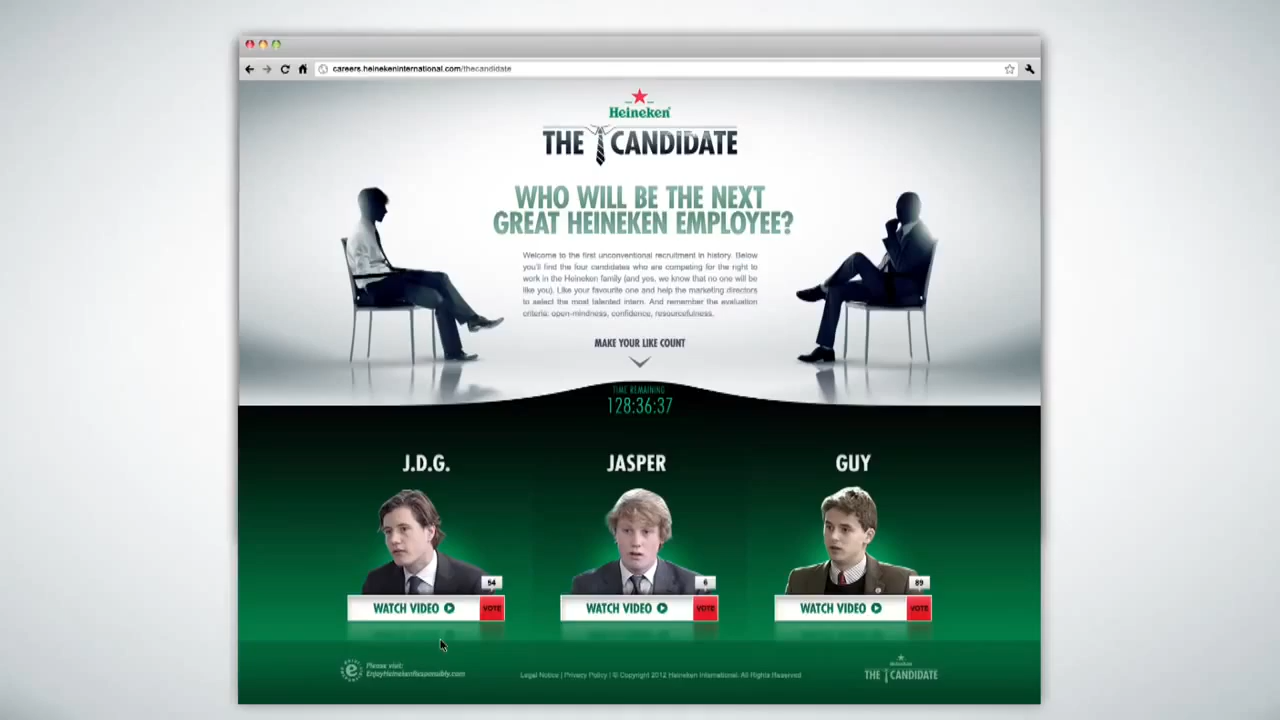 careers.heinekeninternational.com/thecandidate
Heineken
THE CANDIDATE
WHO WILL BE THE NEXT
GREAT HEINEKEN EMPLOYEE?
Welcome to the first unconventional recruitment in history. Below
you'll find the four candidates who are competing for the right to
work in the Heineken family (and yes, we know that no one will be
like you). Like your favourite one and help the marketing directors
to select the most talented intern. And remember the evaluation
criteria: open-mindness, confidence, resourcefulness.
MAKE YOUR LIKE COUNT
TIME REMAINING
128:36:37
J.D.G.
JASPER
GUY
54
6
89
WATCH VIDEO VOTE
WATCH VIDEO VOTE
WATCH VIDEO VOTE
Please visit:
EnjoyHeinekenResponsibly.com
Legal Notice | Privacy Policy | © Copyright 2012 Heineken International. All Rights Reserved
Heineken
THE CANDIDATE